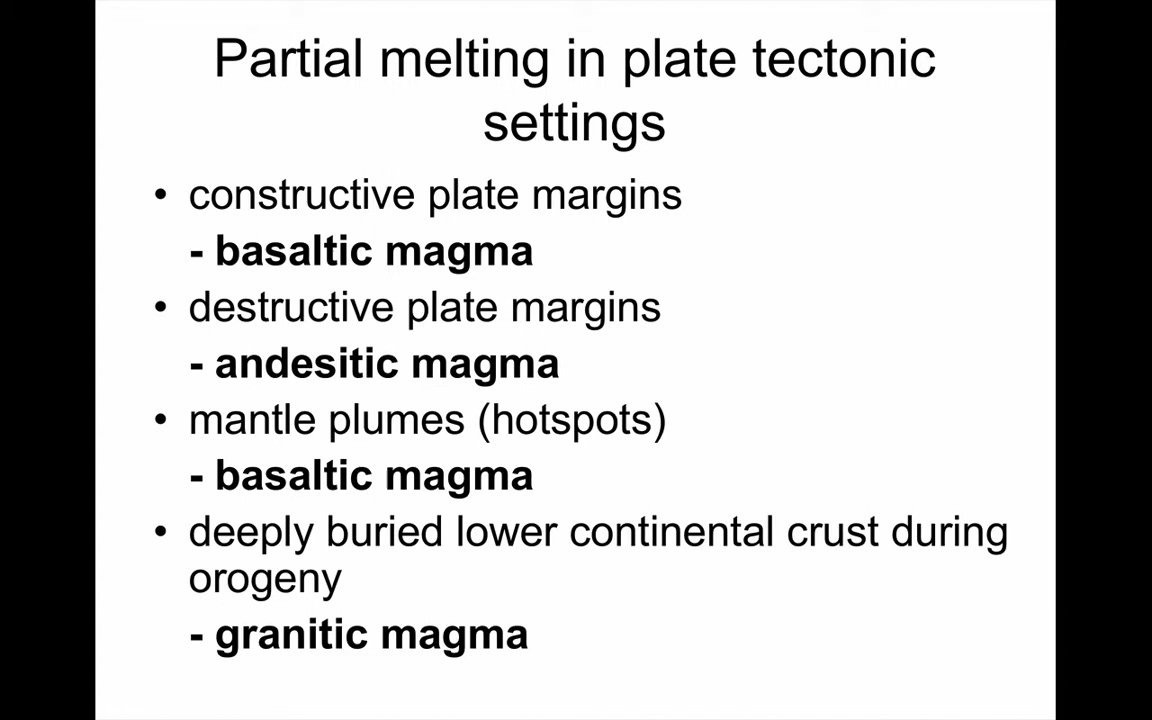 Partial melting in plate tectonic
settings
• constructive plate margins
- basaltic magma
• destructive plate margins
- andesitic magma
• mantle plumes (hotspots)
- basaltic magma
• deeply buried lower continental crust during
orogeny
- granitic magma